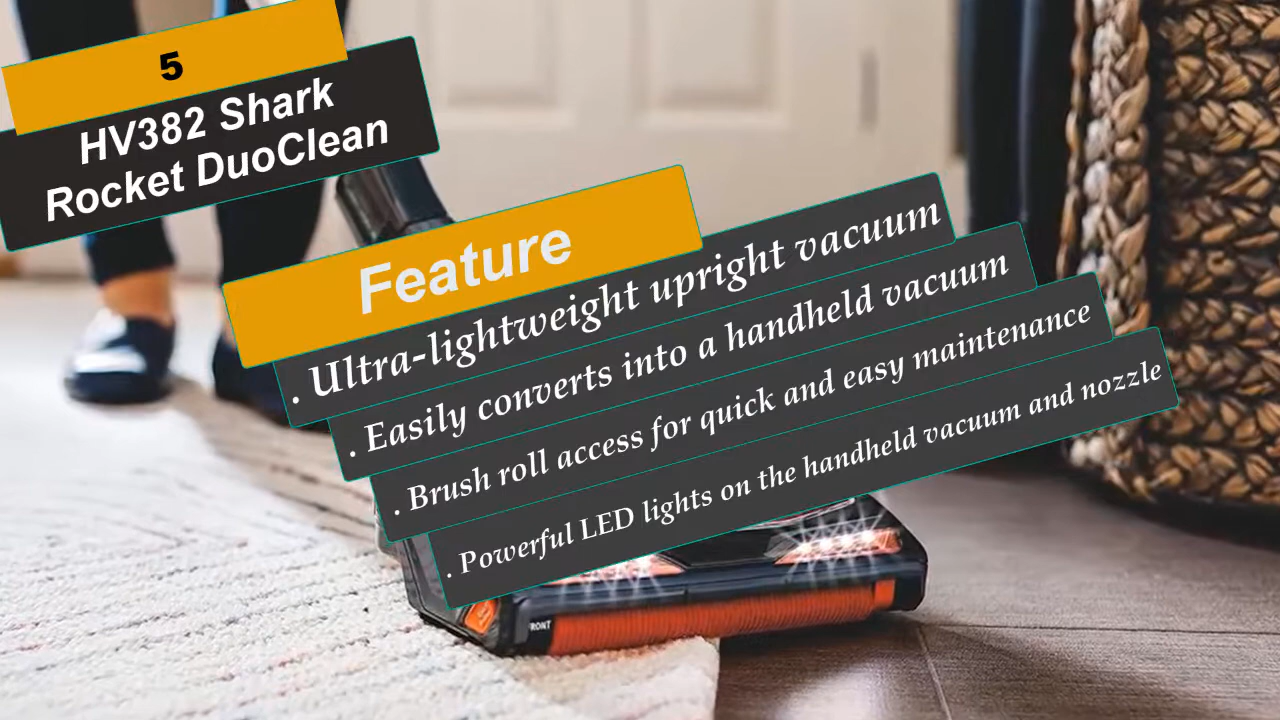 5
HV382 Shark
Rocket DuoClean
Feature
. Ultra-lightweight upright vacuum
. Easily converts into a handheld vacuum
. Brush roll access for quick and easy maintenance
. Powerful LED lights on the handheld vacuum and nozzle
FRONT